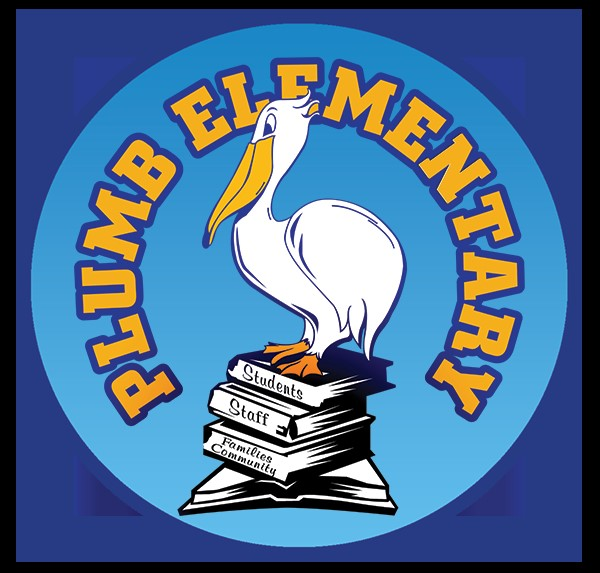 PLUMB ELEMENTARY
Students
Staff
Families
Community